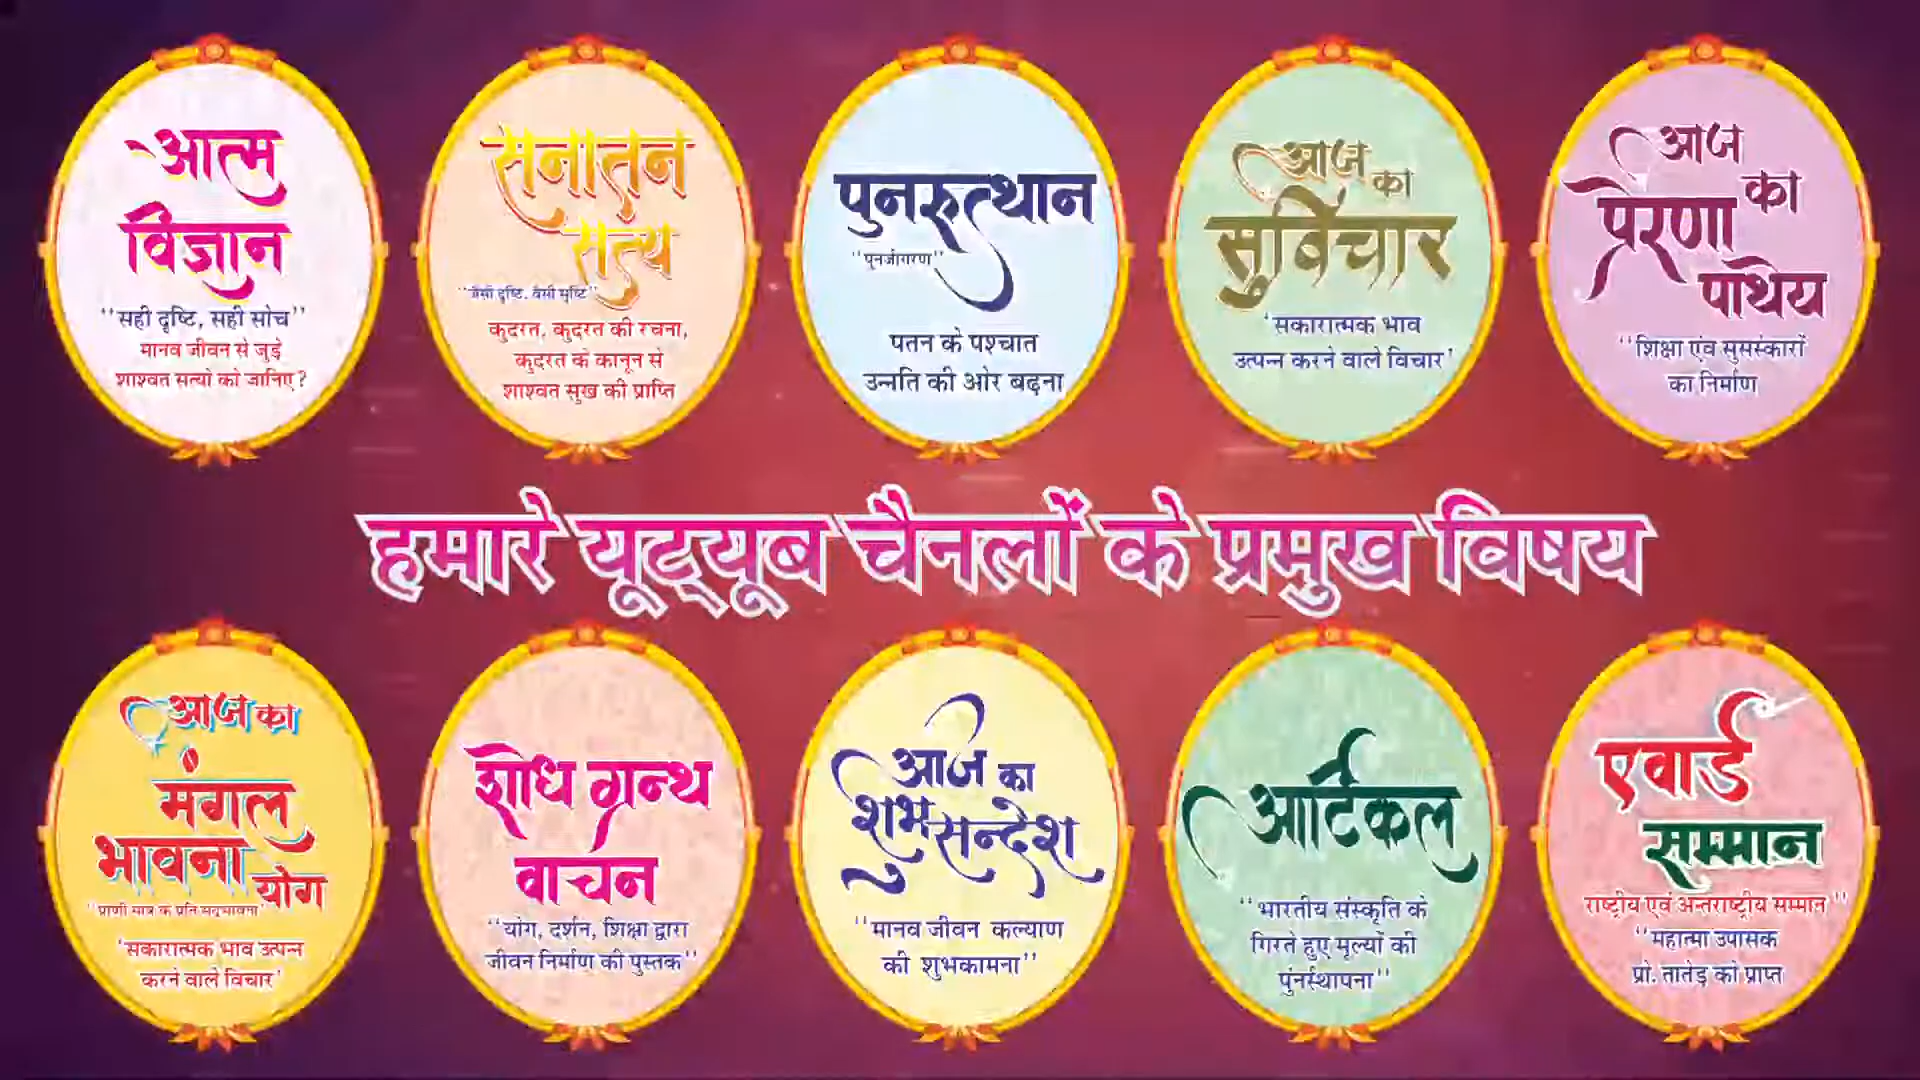 आत्म
विज्ञान
"सही दृष्टि, सही सोच"
मानव जीवन से जुड़े
शाश्वत सत्यों को जानिए?
सनातन
सत्य
"जैसी दृष्टि. वैसी सृष्टि"
कुदरत, कुदरत की रचना,
कुदरत के कानून से
शाश्वत सुख की प्राप्ति
पुनरुत्थान
"पुनर्जागरण"
पतन के पश्चात
उन्नति की ओर बढ़ना
आज का
सुविचार
'सकारात्मक भाव
उत्पन्न करने वाले विचार'
आज
का
प्रेरणा
पाथेय
"शिक्षा एवं सुसंस्कारों
का निर्माण
हमारे यूट्यूब चैनलों के प्रमुख विषय
आज का
मंगल
भावना
योग
"प्राणी मात्र के प्रति सद्भावना"
'सकारात्मक भाव उत्पन्न
करने वाले विचार'
शोध ग्रन्थ
वाचन
"योग, दर्शन, शिक्षा द्वारा
जीवन निर्माण की पुस्तक"
आज का
शुभ सन्देश
"मानव जीवन कल्याण
की शुभकामना"
आर्टिकल
"भारतीय संस्कृति के
गिरते हुए मूल्यों की
पुंनर्स्थापना"
एवार्ड
सम्मान
राष्ट्रीय एवं अन्तराष्ट्रीय सम्मान"
"महात्मा उपासक
प्रो. तातेड़ को प्राप्त